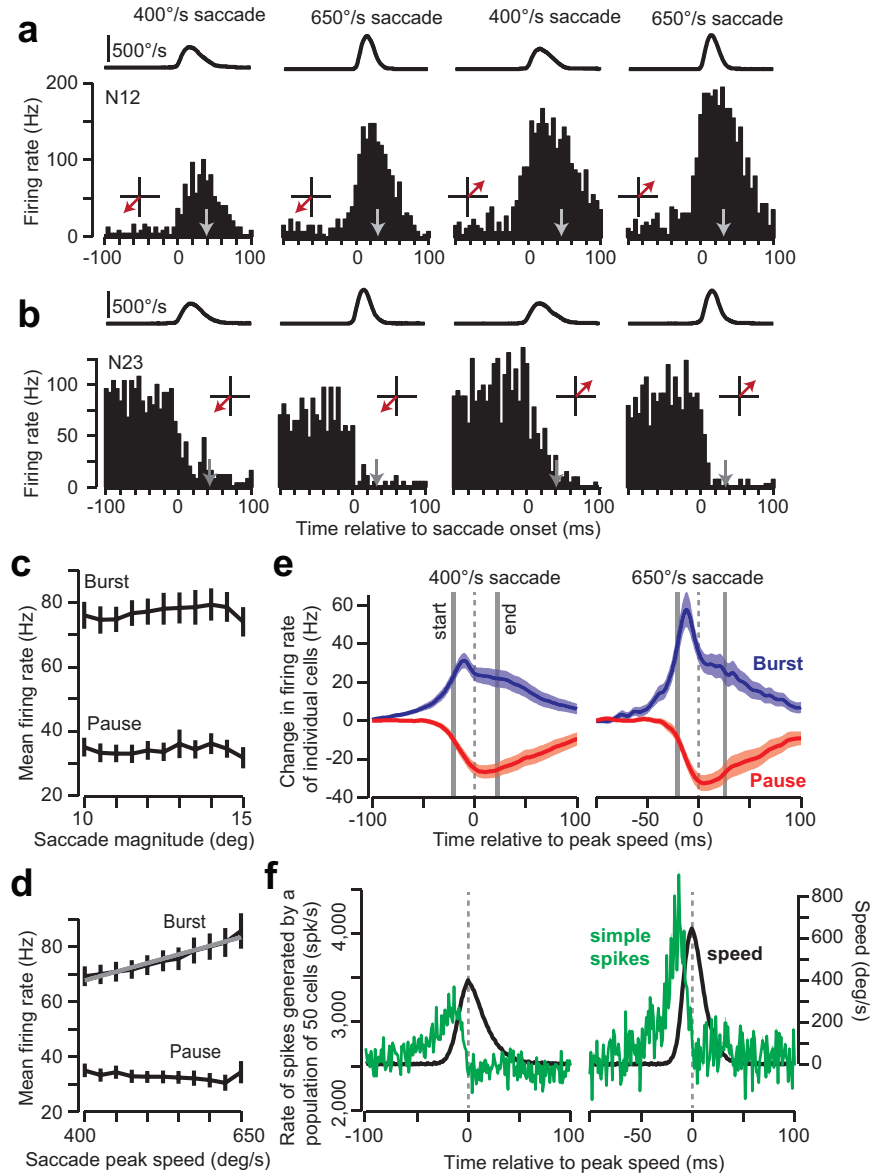 400°/s saccade 650°/s saccade 400°/s saccade 650°/s saccade
a
500°/s
N12
Firing rate (Hz)
200
100
0
-100 0 100 0 100 0 100 0 100
b
500°/s
N23
Firing rate (Hz)
100
50
0
-100 0 100 0 100 0 100 0 100
Time relative to saccade onset (ms)
c
Burst
Pause
Mean firing rate (Hz)
80
60
40
20
10 15
Saccade magnitude (deg)
d
Burst
Pause
Mean firing rate (Hz)
80
60
40
20
400 650
Saccade peak speed (deg/s)
e
400°/s saccade 650°/s saccade
start
end
Burst
Pause
Change in firing rate
of individual cells (Hz)
60
40
20
0
-20
-40
-100 0 100 -50 0 100
Time relative to peak speed (ms)
f
simple
spikes
speed
Rate of spikes generated by a
population of 50 cells (spk/s)
4,000
3,000
2,000
800
600
400
200
0
Speed (deg/s)
-100 0 100 -50 0 100
Time relative to peak speed (ms)